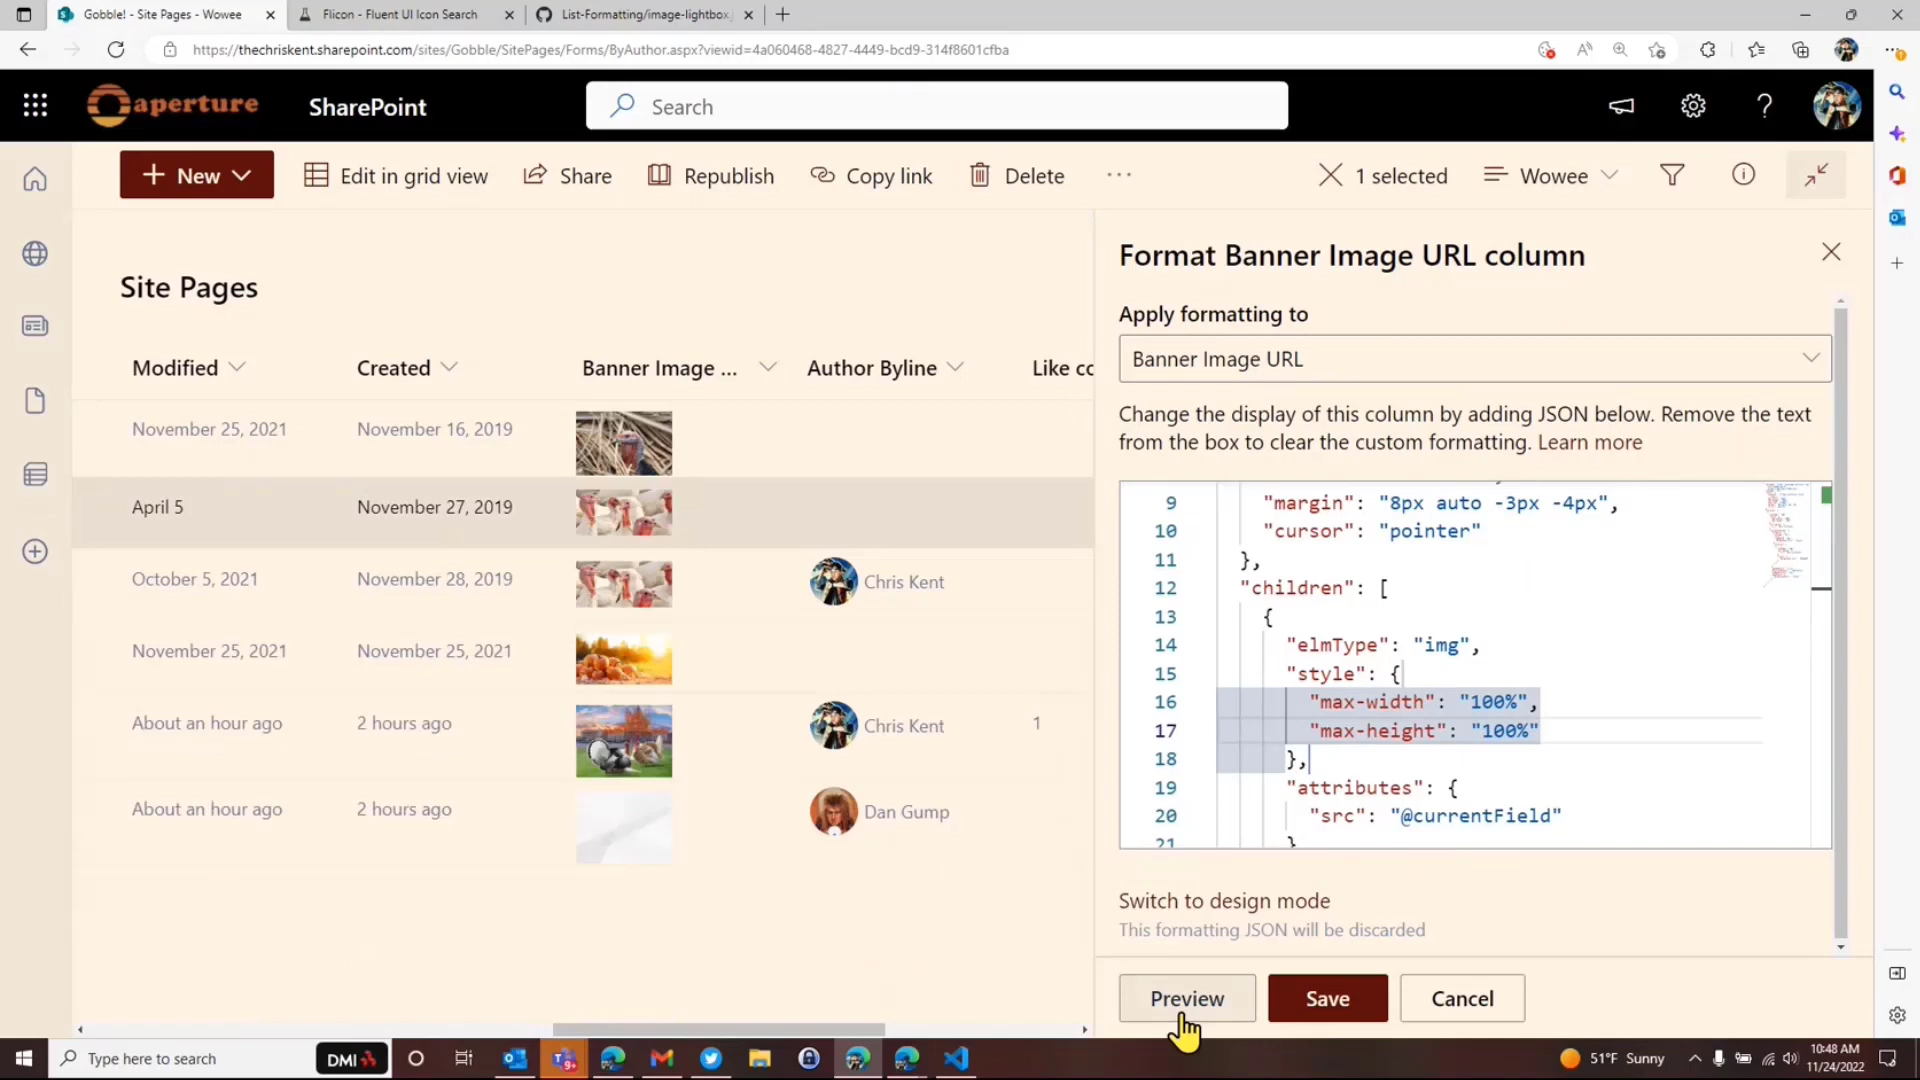 Gobble! - Site Pages - Wowee
Flicon - Fluent UI Icon Search
List-Formatting/image-lightbox.j
https://thechriskent.sharepoint.com/sites/Gobble/SitePages/Forms/ByAuthor.aspx?viewid=4a060468-4827-4449-bcd9-314f8601cfba
aperture
SharePoint
Search
New
Edit in grid view
Share
Republish
Copy link
Delete
1 selected
Wowee
Site Pages
Modified Created Banner Image ... Author Byline Like cc
November 25, 2021 November 16, 2019
April 5 November 27, 2019
October 5, 2021 November 28, 2019 Chris Kent
November 25, 2021 November 25, 2021
About an hour ago 2 hours ago Chris Kent 1
About an hour ago 2 hours ago Dan Gump
Format Banner Image URL column
Apply formatting to
Banner Image URL
Change the display of this column by adding JSON below. Remove the text
from the box to clear the custom formatting. Learn more
9 "margin": "8px auto -3px -4px",
10 "cursor": "pointer"
11 },
12 "children": [
13 {
14 "elmType": "img",
15 "style": {
16 "max-width": "100%",
17 "max-height": "100%"
18 },
19 "attributes": {
20 "src": "@currentField"
21 }
Switch to design mode
This formatting JSON will be discarded
Preview
Save
Cancel
Type here to search
DMI
9+
51°F Sunny
10:48 AM
11/24/2022